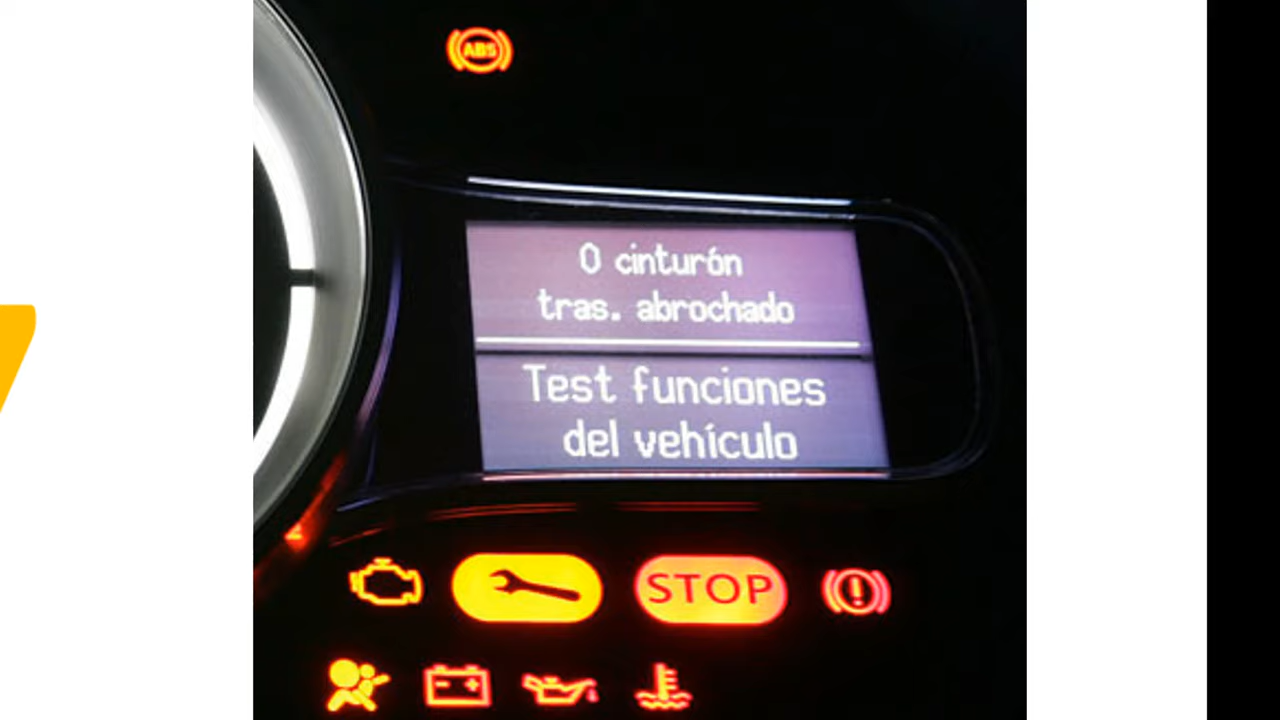 ABS
0 cinturón
tras. abrochado
Test funciones
del vehículo
STOP